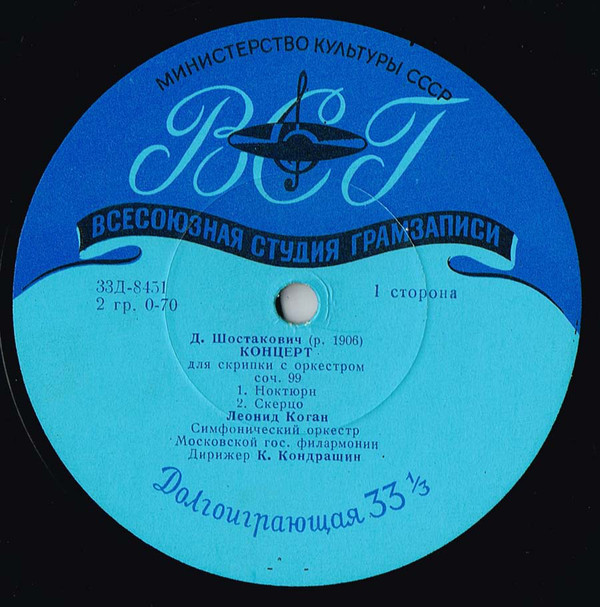 МИНИСТЕРСТВО КУЛЬТУРЫ СССР
ВСГ
ВСЕСОЮЗНАЯ СТУДИЯ ГРАМЗАПИСИ
33Д-8451
2 гр. 0-70
1 сторона
Д. Шостакович (р. 1906)
КОНЦЕРТ
для скрипки с оркестром
соч. 99
1. Ноктюрн
2. Скерцо
Леонид Коган
Симфонический оркестр
Московской гос. филармонии
Дирижер К. Кондрашин
Долгоиграющая 33 1/3